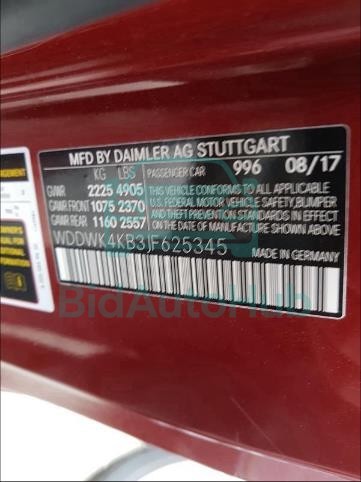 MFD BY DAIMLER AG STUTTGART
KG LBS PASSENGER CAR 996 08/17
GVWR 2225 4905 THIS VEHICLE CONFORMS TO ALL APPLICABLE
GAWR FRONT 1075 2370 U.S. FEDERAL MOTOR VEHICLE SAFETY,BUMPER
GAWR REAR 1160 2557 AND THEFT PREVENTION STANDARDS IN EFFECT
ON THE DATE OF MANUFACTURE SHOWN ABOVE
WDDWK4KB3JF625345
MADE IN GERMANY
BidAutoHub